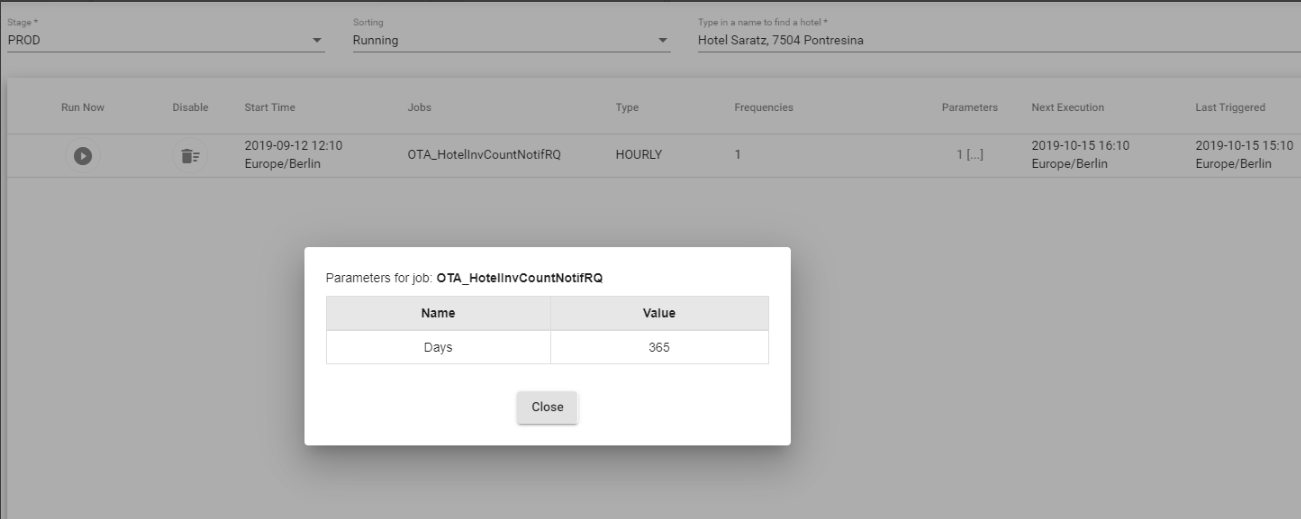 Stage *
Sorting
Type in a name to find a hotel *
PROD
Running
Hotel Saratz, 7504 Pontresina
Run Now
Disable
Start Time
Jobs
Type
Frequencies
Parameters
Next Execution
Last Triggered
2019-09-12 12:10
Europe/Berlin
OTA_HotelInvCountNotifRQ
HOURLY
1
1 [...]
2019-10-15 16:10
Europe/Berlin
2019-10-15 15:10
Europe/Berlin
Parameters for job: OTA_HotelInvCountNotifRQ
Name
Value
Days
365
Close